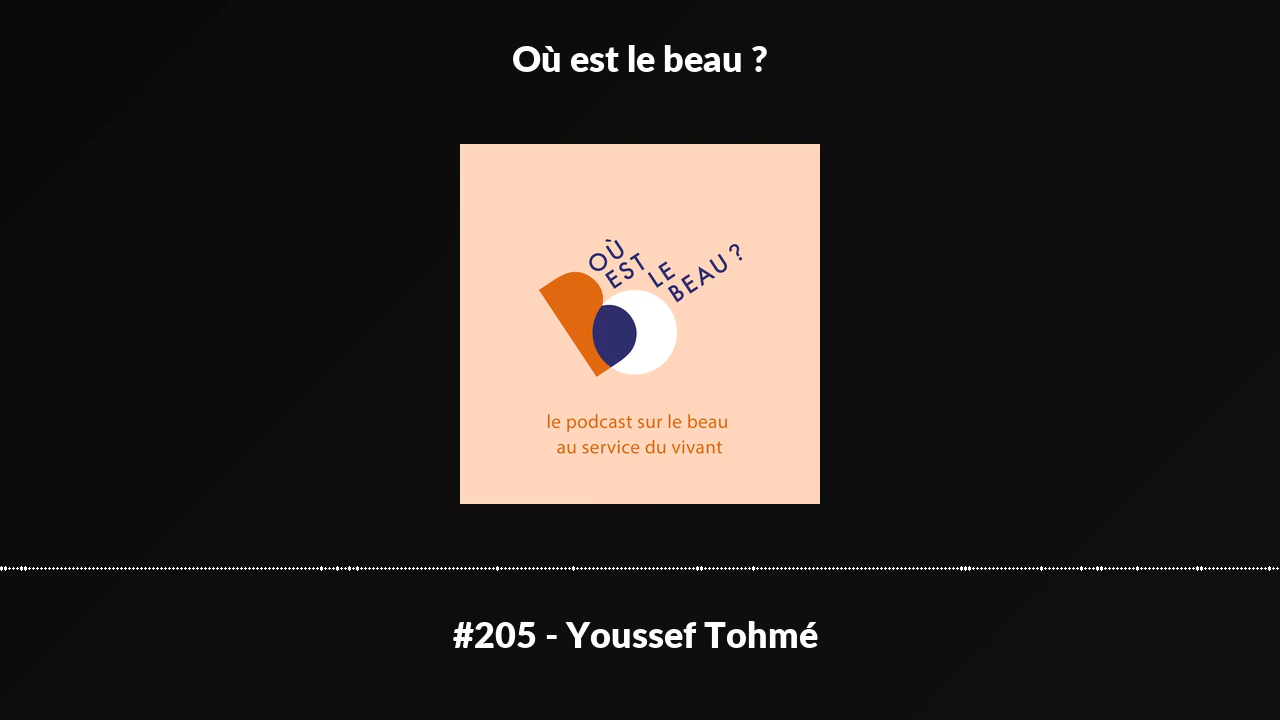 Où est le beau ?
OÙ
EST
LE
BEAU ?
le podcast sur le beau
au service du vivant
#205 - Youssef Tohmé